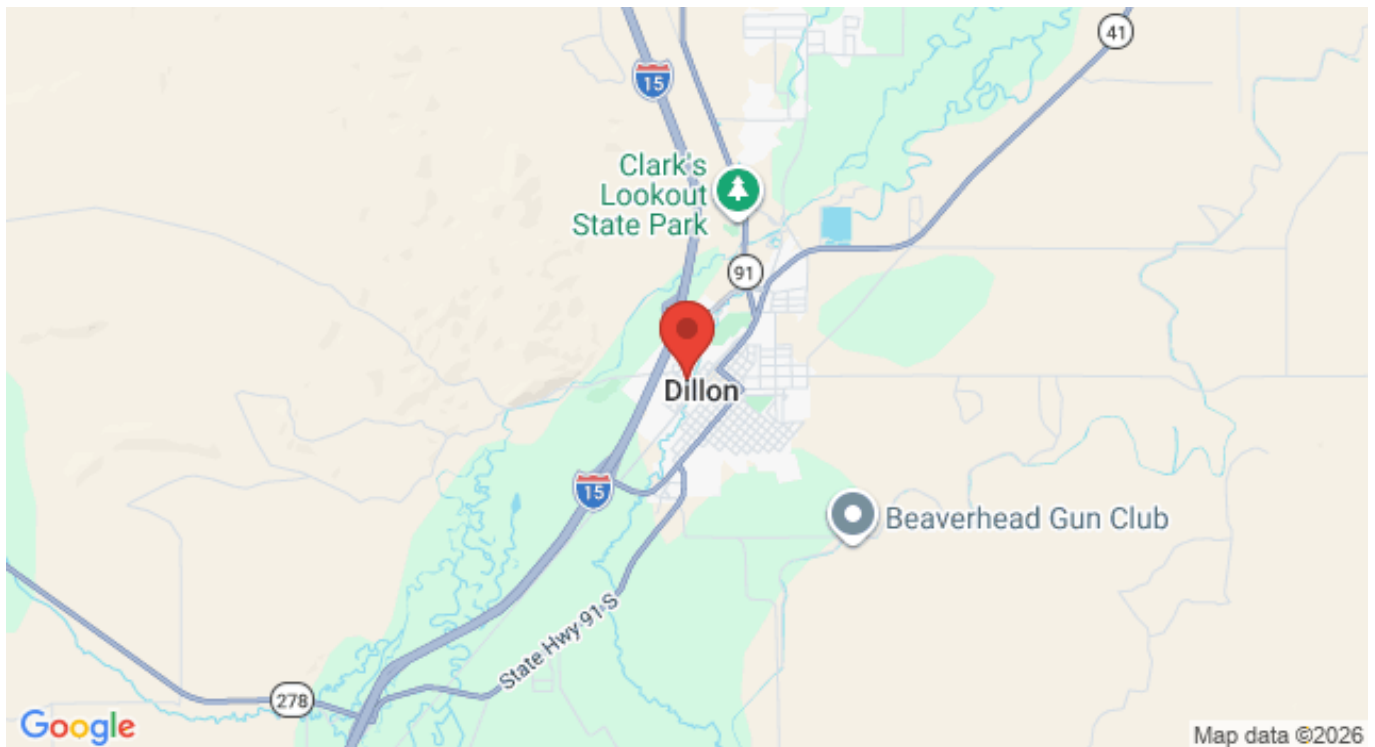 41
15
Clark's
Lookout
State Park
91
Dillon
15
Beaverhead Gun Club
State Hwy 91 S
278
Google
Map data ©2026